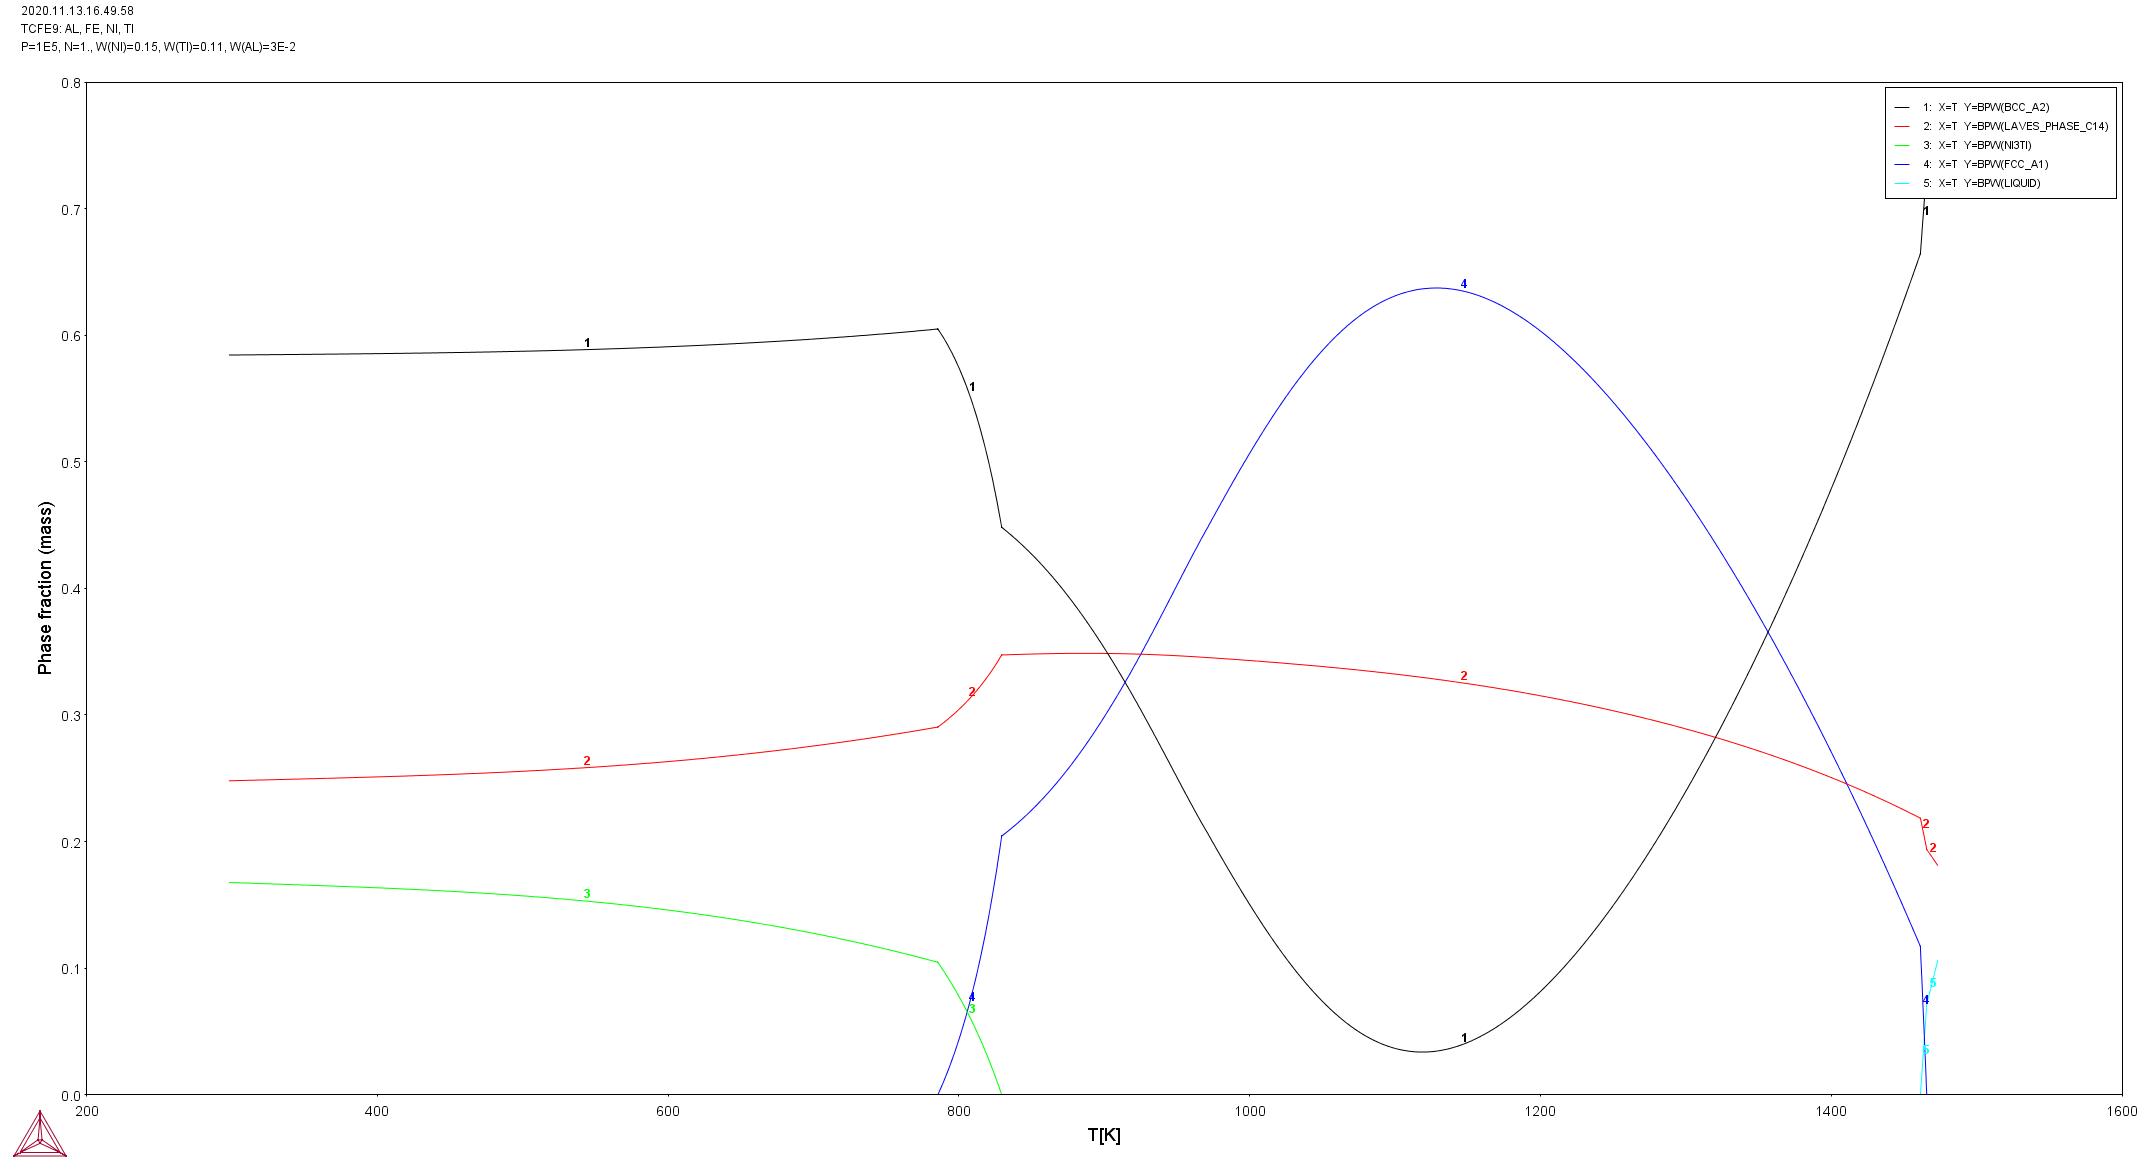 2020.11.13.16.49.58
TCFE9: AL, FE, NI, TI
P=1E5, N=1., W(NI)=0.15, W(TI)=0.11, W(AL)=3E-2
1: X=T Y=BPW(BCC_A2)
2: X=T Y=BPW(LAVES_PHASE_C14)
3: X=T Y=BPW(NI3TI)
4: X=T Y=BPW(FCC_A1)
5: X=T Y=BPW(LIQUID)
Phase fraction (mass)
0.8
0.7
0.6
0.5
0.4
0.3
0.2
0.1
0.0
1
1
1
1
2
2
2
2
2
3
3
4
4
4
5
5
200 400 600 800 1000 1200 1400 1600
T[K]